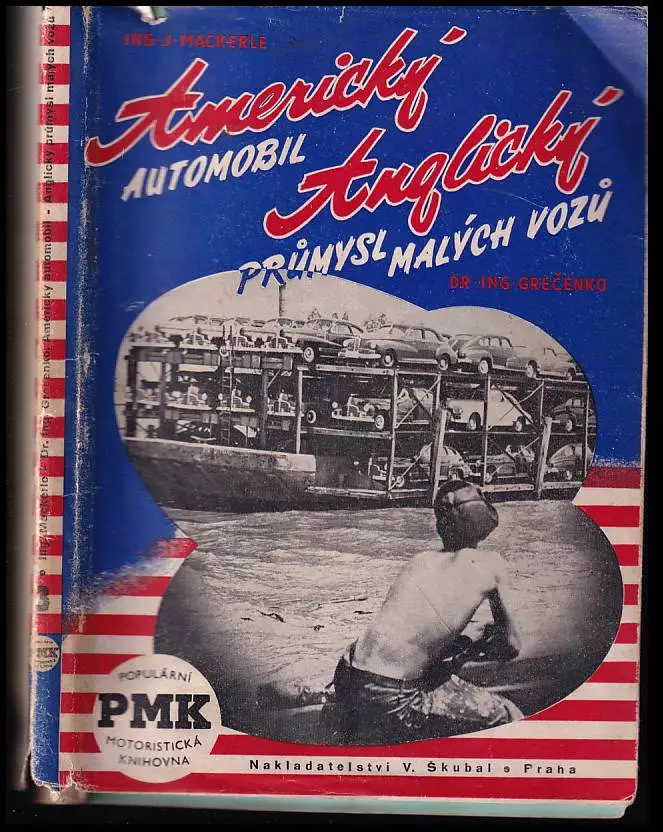 ING-J-MACKERLE
Americký
AUTOMOBIL
Anglický
PRŮMYSL MALÝCH VOZŮ
DR-ING-GREČENKO
POPULÁRNÍ
PMK
MOTORISTICKÁ
KNIHOVNA
Nakladatelství V. Škubal • Praha
Ing. Mackerle - Dr. Ing. Grečenko: Americký automobil - Anglický průmysl malých vozů
PMK